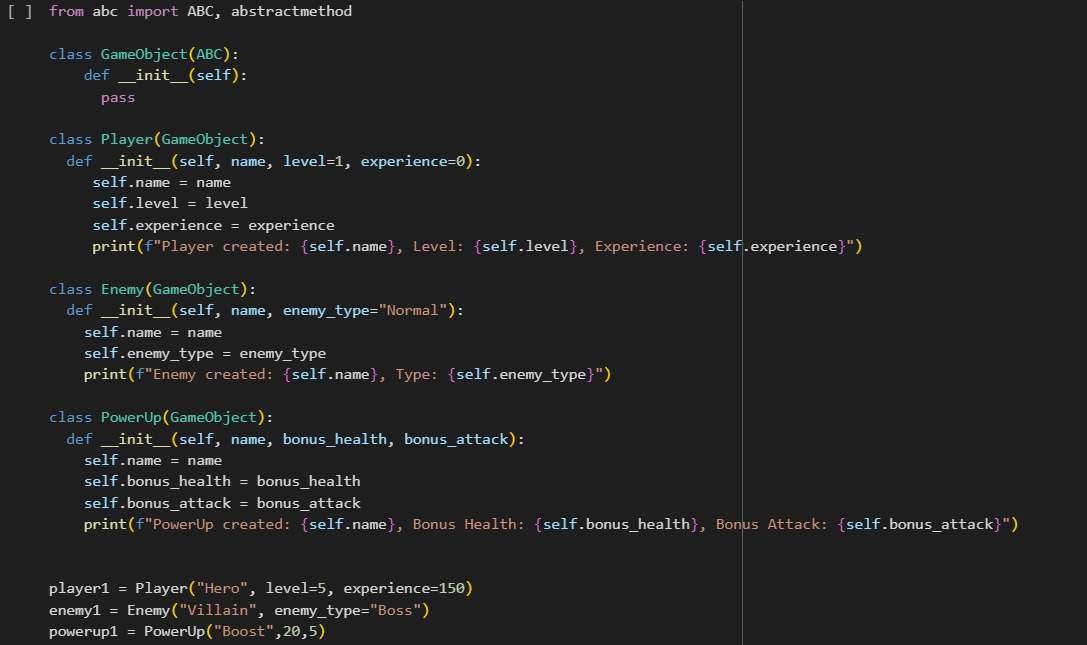 [ ] from abc import ABC, abstractmethod

class GameObject(ABC):
    def __init__(self):
      pass

class Player(GameObject):
  def __init__(self, name, level=1, experience=0):
     self.name = name
     self.level = level
     self.experience = experience
     print(f"Player created: {self.name}, Level: {self.level}, Experience: {self.experience}")

class Enemy(GameObject):
  def __init__(self, name, enemy_type="Normal"):
    self.name = name
    self.enemy_type = enemy_type
    print(f"Enemy created: {self.name}, Type: {self.enemy_type}")

class PowerUp(GameObject):
  def __init__(self, name, bonus_health, bonus_attack):
    self.name = name
    self.bonus_health = bonus_health
    self.bonus_attack = bonus_attack
    print(f"PowerUp created: {self.name}, Bonus Health: {self.bonus_health}, Bonus Attack: {self.bonus_attack}")


player1 = Player("Hero", level=5, experience=150)
enemy1 = Enemy("Villain", enemy_type="Boss")
powerup1 = PowerUp("Boost",20,5)